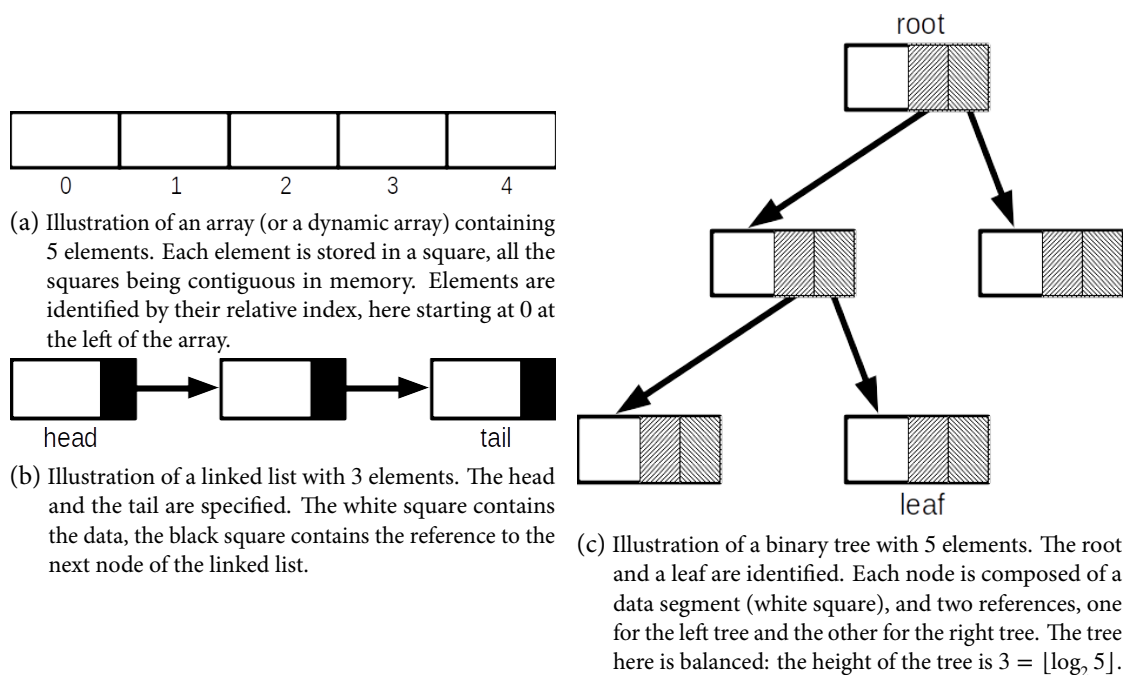 0 1 2 3 4
(a) Illustration of an array (or a dynamic array) containing
5 elements. Each element is stored in a square, all the
squares being contiguous in memory. Elements are
identified by their relative index, here starting at 0 at
the left of the array.
head tail
(b) Illustration of a linked list with 3 elements. The head
and the tail are specified. The white square contains
the data, the black square contains the reference to the
next node of the linked list.
root
leaf
(c) Illustration of a binary tree with 5 elements. The root
and a leaf are identified. Each node is composed of a
data segment (white square), and two references, one
for the left tree and the other for the right tree. The tree
here is balanced: the height of the tree is 3 = ⌊log₂ 5⌋.